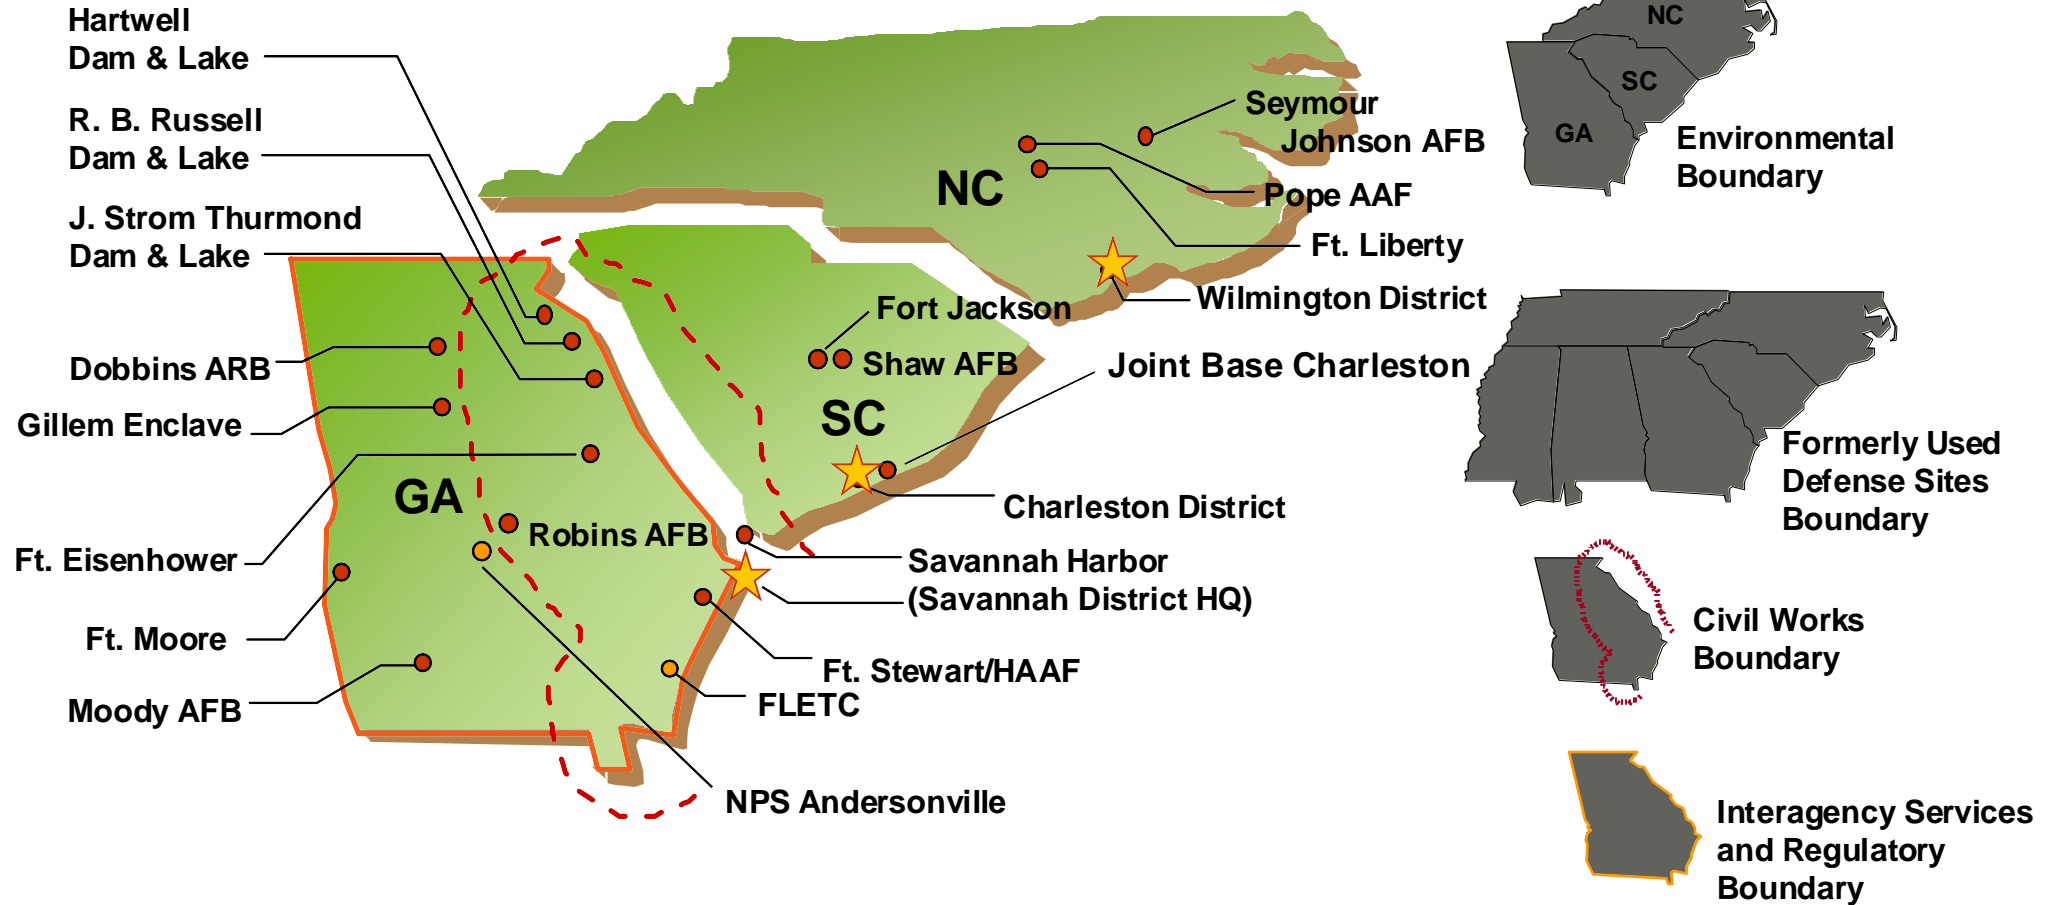 Hartwell
Dam & Lake
R. B. Russell
Dam & Lake
J. Strom Thurmond
Dam & Lake
Dobbins ARB
Gillem Enclave
Ft. Eisenhower
Ft. Moore
Moody AFB
GA
Robins AFB
NC
SC
Fort Jackson
Shaw AFB
Seymour
Johnson AFB
Pope AAF
Ft. Liberty
Wilmington District
Joint Base Charleston
Charleston District
Savannah Harbor
(Savannah District HQ)
Ft. Stewart/HAAF
FLETC
NPS Andersonville
NC
SC
GA
Environmental
Boundary
Formerly Used
Defense Sites
Boundary
Civil Works
Boundary
Interagency Services
and Regulatory
Boundary